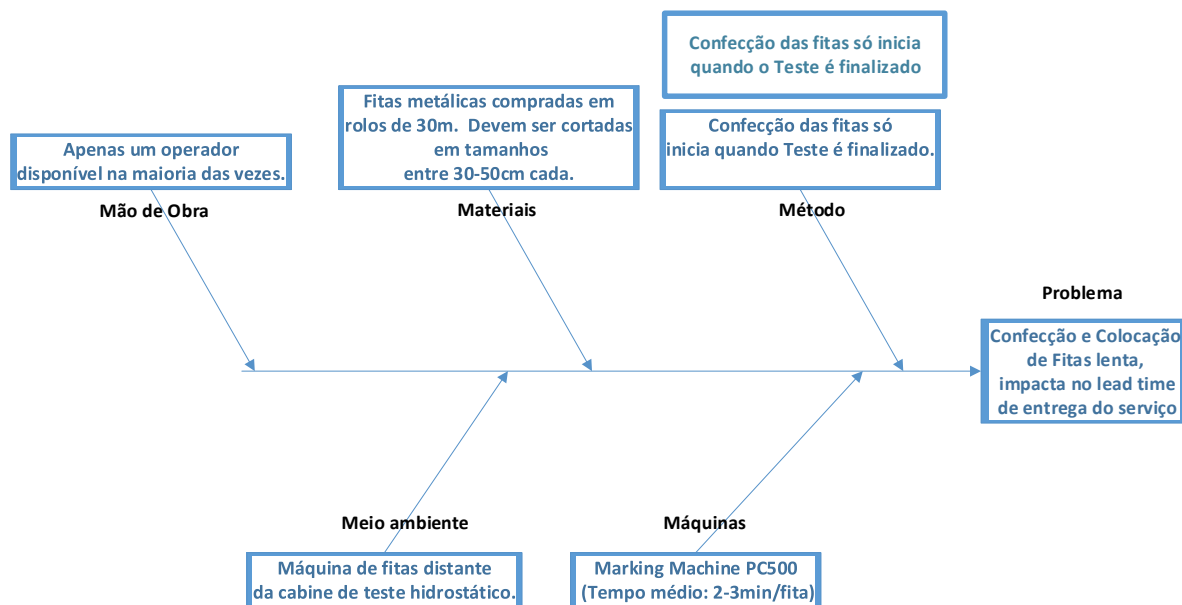 Confecção das fitas só inicia
quando o Teste é finalizado
Apenas um operador
disponível na maioria das vezes.
Mão de Obra
Fitas metálicas compradas em
rolos de 30m.  Devem ser cortadas
em tamanhos
entre 30-50cm cada.
Materiais
Confecção das fitas só
inicia quando Teste é finalizado.
Método
Problema
Confecção e Colocação
de Fitas lenta,
impacta no lead time
de entrega do serviço
Meio ambiente
Máquina de fitas distante
da cabine de teste hidrostático.
Máquinas
Marking Machine PC500
(Tempo médio: 2-3min/fita)